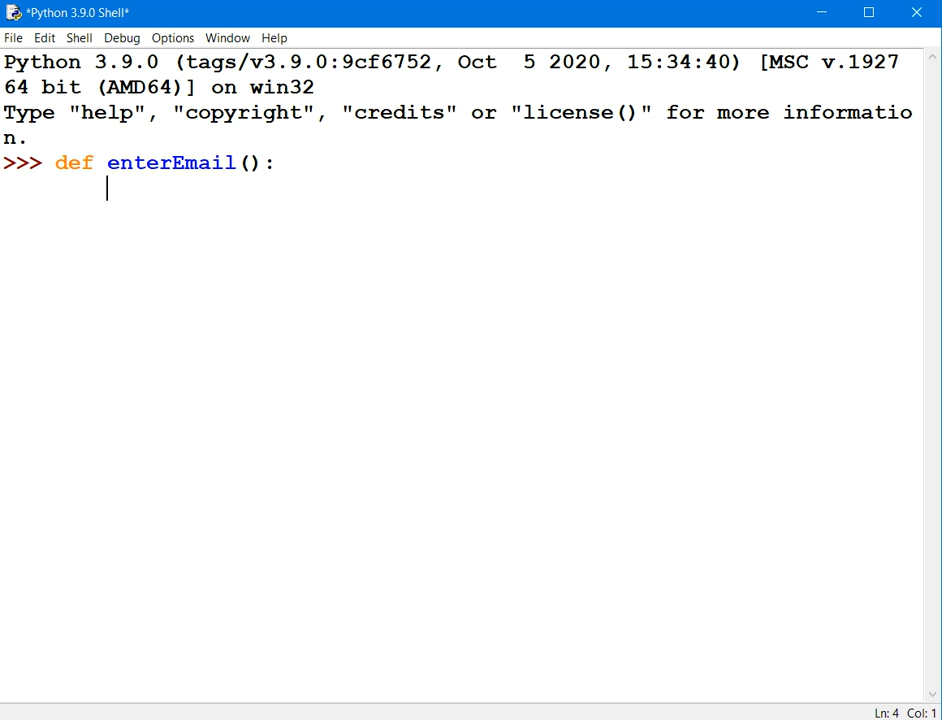 *Python 3.9.0 Shell*
File Edit Shell Debug Options Window Help
Python 3.9.0 (tags/v3.9.0:9cf6752, Oct  5 2020, 15:34:40) [MSC v.1927
64 bit (AMD64)] on win32
Type "help", "copyright", "credits" or "license()" for more informatio
n.
>>> def enterEmail():
Ln: 4 Col: 1